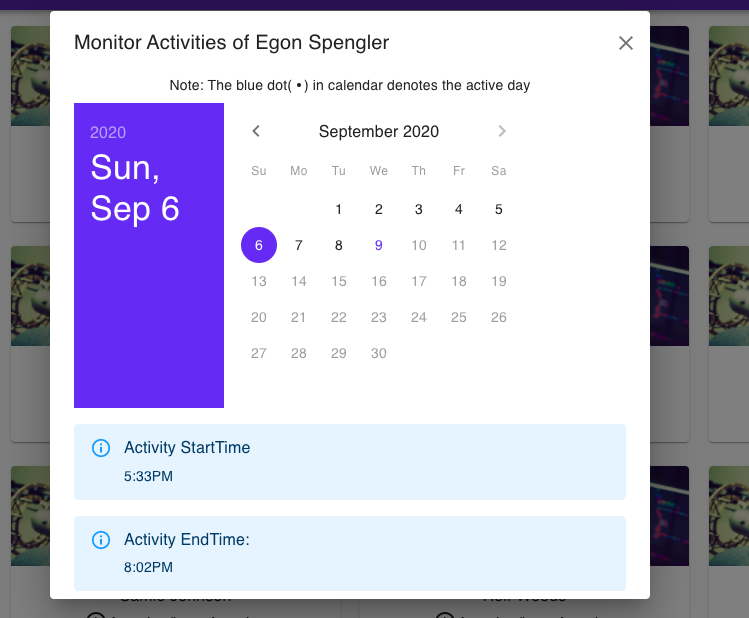 Monitor Activities of Egon Spengler
Note: The blue dot( • ) in calendar denotes the active day
2020
Sun,
Sep 6
September 2020
Su Mo Tu We Th Fr Sa
1 2 3 4 5
6 7 8 9 10 11 12
13 14 15 16 17 18 19
20 21 22 23 24 25 26
27 28 29 30
Activity StartTime
5:33PM
Activity EndTime:
8:02PM